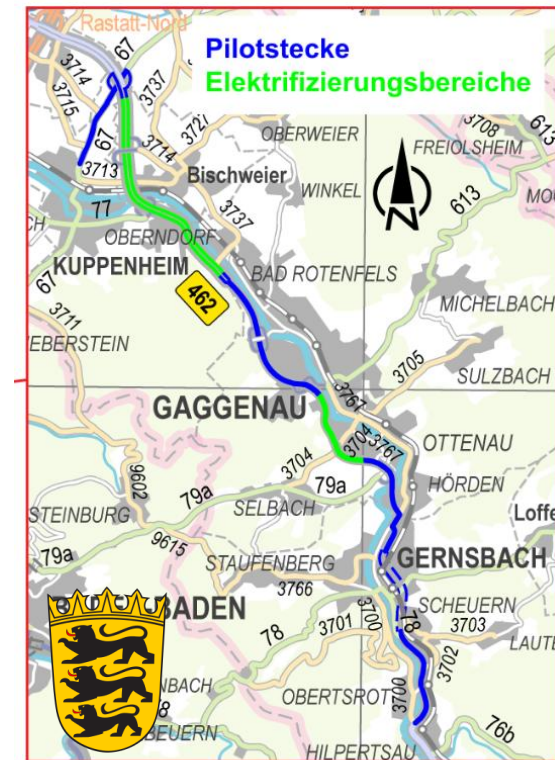 Rastatt-Nord
Pilotstecke
Elektrifizierungsbereiche
67
3714
3715
3737
67
3727
3714
3713
OBERWEIER
3708
613
FREIOLSHEIM
Bischweier
WINKEL
77
3737
613
OBERNDORF
KUPPENHEIM
BAD ROTENFELS
67
462
MICHELBACH
3711
EBERSTEIN
3705
SULZBACH
3767
GAGGENAU
3704
3767
OTTENAU
3704
9602
79a
79a
HÖRDEN
SELBACH
STEINBURG
Loffe
9615
79a
STAUFENBERG
GERNSBACH
3766
BADEN
3700
78
SCHEUERN
78
3701
3703
3702
OBERTSROT
3700
BEUERN
76b
HILPERTSAU